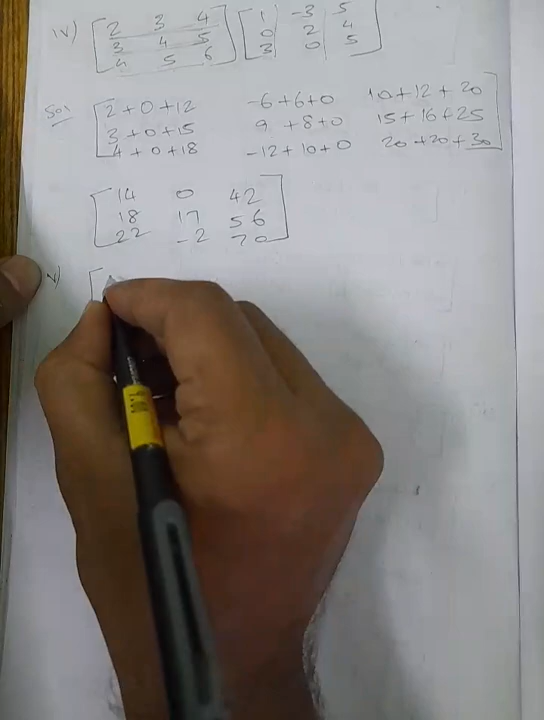 iv) [2 3 4 [1 -3 5
3 4 5 0 2 4
4 5 6] 3 0 5]
Sol [2+0+12 -6+6+0 10+12+20
3+0+15 9+8+0 15+16+25
4+0+18 -12+10+0 20+20+30]
[14 0 42
18 17 56
22 -2 70]
v) [